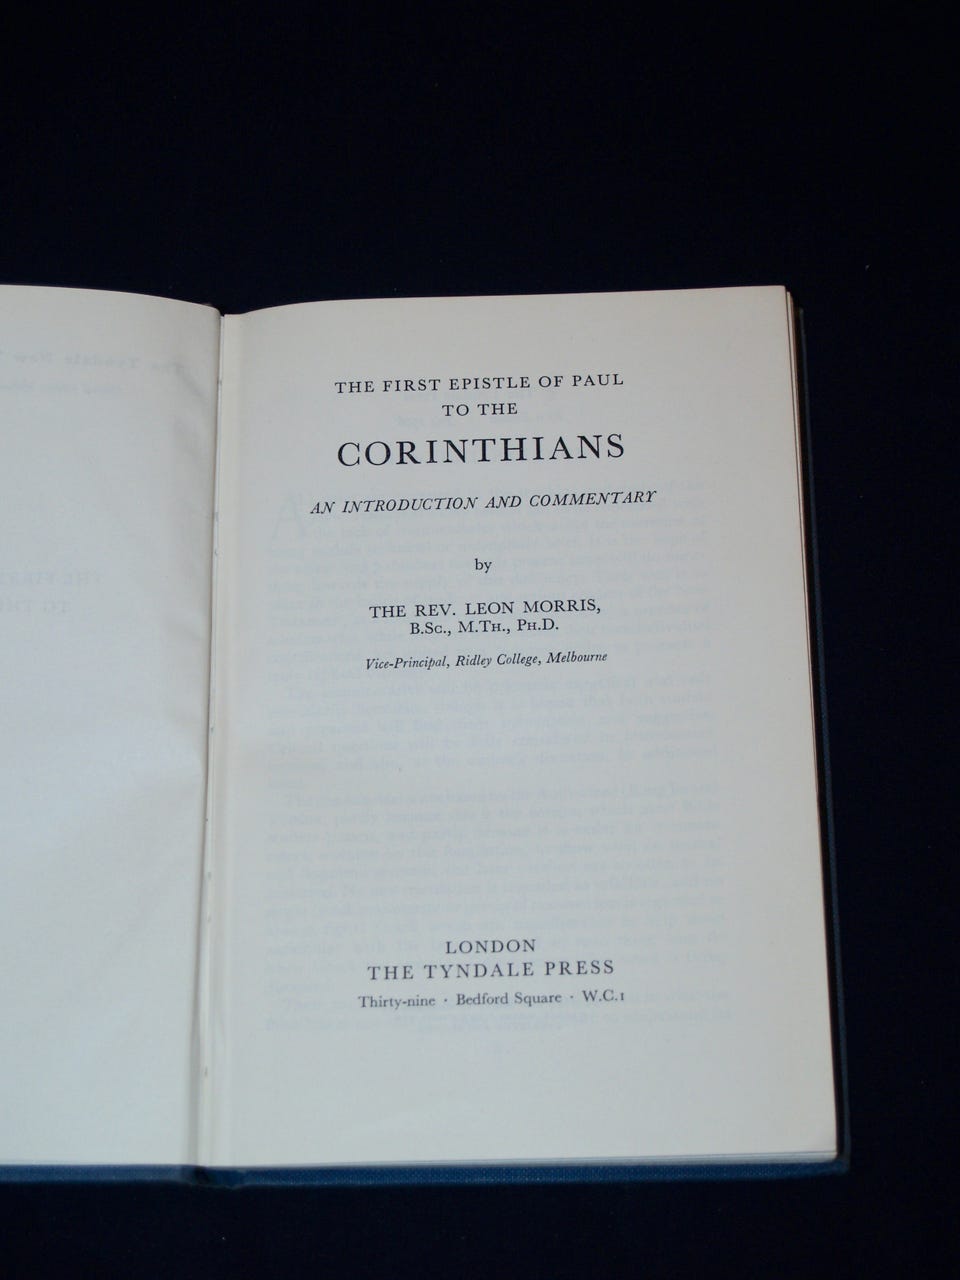 THE FIRST EPISTLE OF PAUL
TO THE
CORINTHIANS
AN INTRODUCTION AND COMMENTARY
by
THE REV. LEON MORRIS,
B.Sc., M.Th., Ph.D.
Vice-Principal, Ridley College, Melbourne
LONDON
THE TYNDALE PRESS
Thirty-nine · Bedford Square · W.C.1